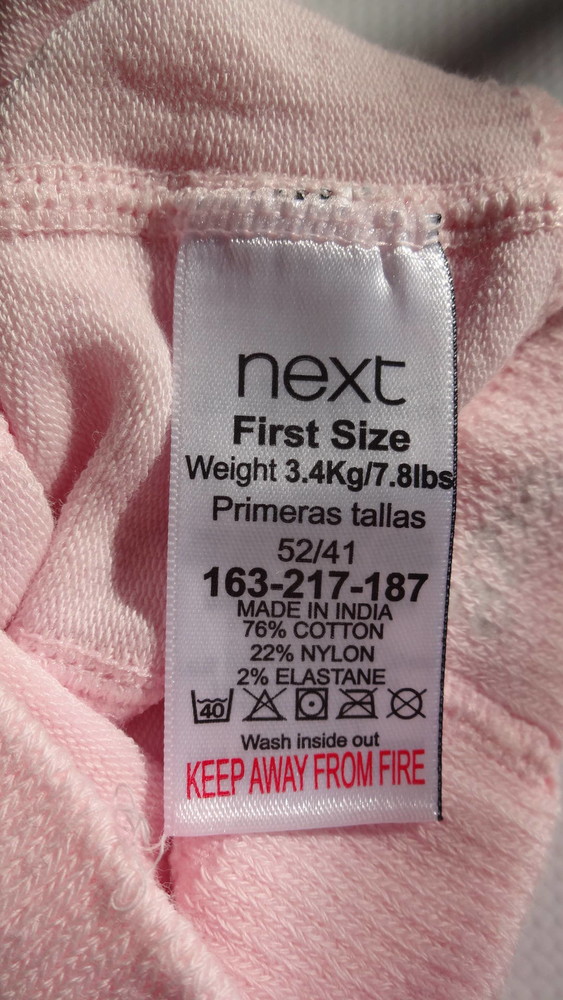 next
First Size
Weight 3.4Kg/7.8lbs
Primeras tallas
52/41
163-217-187
MADE IN INDIA
76% COTTON
22% NYLON
2% ELASTANE
40
Wash inside out
KEEP AWAY FROM FIRE